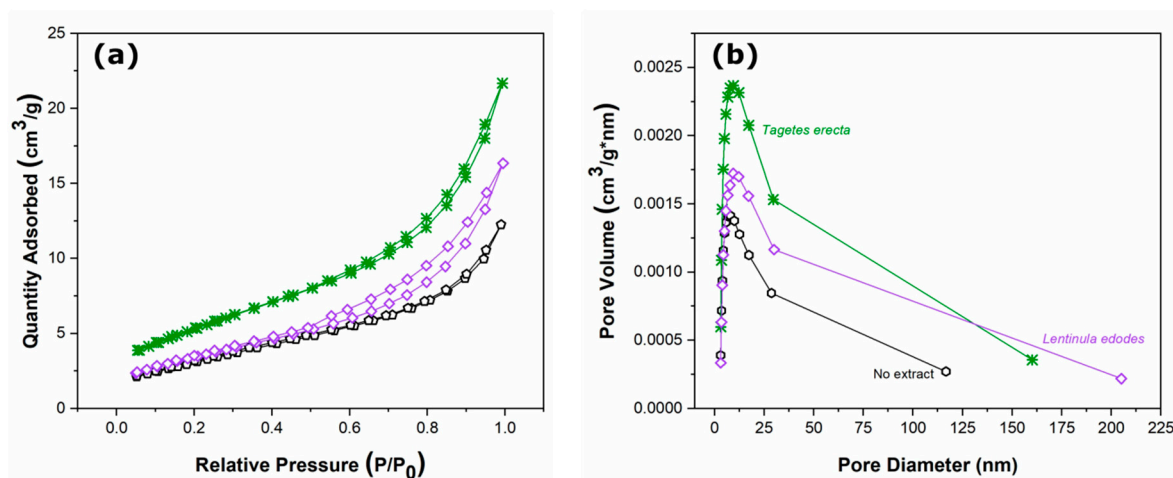 (a)
25
20
15
10
5
0
Quantity Adsorbed (cm³/g)
0.0 0.2 0.4 0.6 0.8 1.0
Relative Pressure (P/P₀)
(b)
0.0025
0.0020
0.0015
0.0010
0.0005
0.0000
Pore Volume (cm³/g*nm)
Tagetes erecta
Lentinula edodes
No extract
0 25 50 75 100 125 150 175 200 225
Pore Diameter (nm)